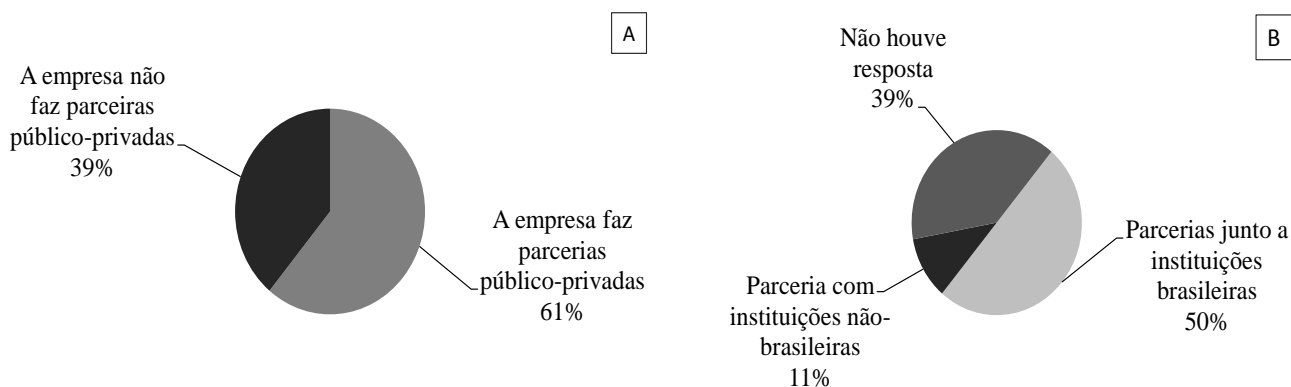 A
A empresa não
faz parceiras
público-privadas
39%
A empresa faz
parcerias
público-privadas
61%
B
Não houve
resposta
39%
Parcerias junto a
instituições
brasileiras
50%
Parceria com
instituições não-
brasileiras
11%